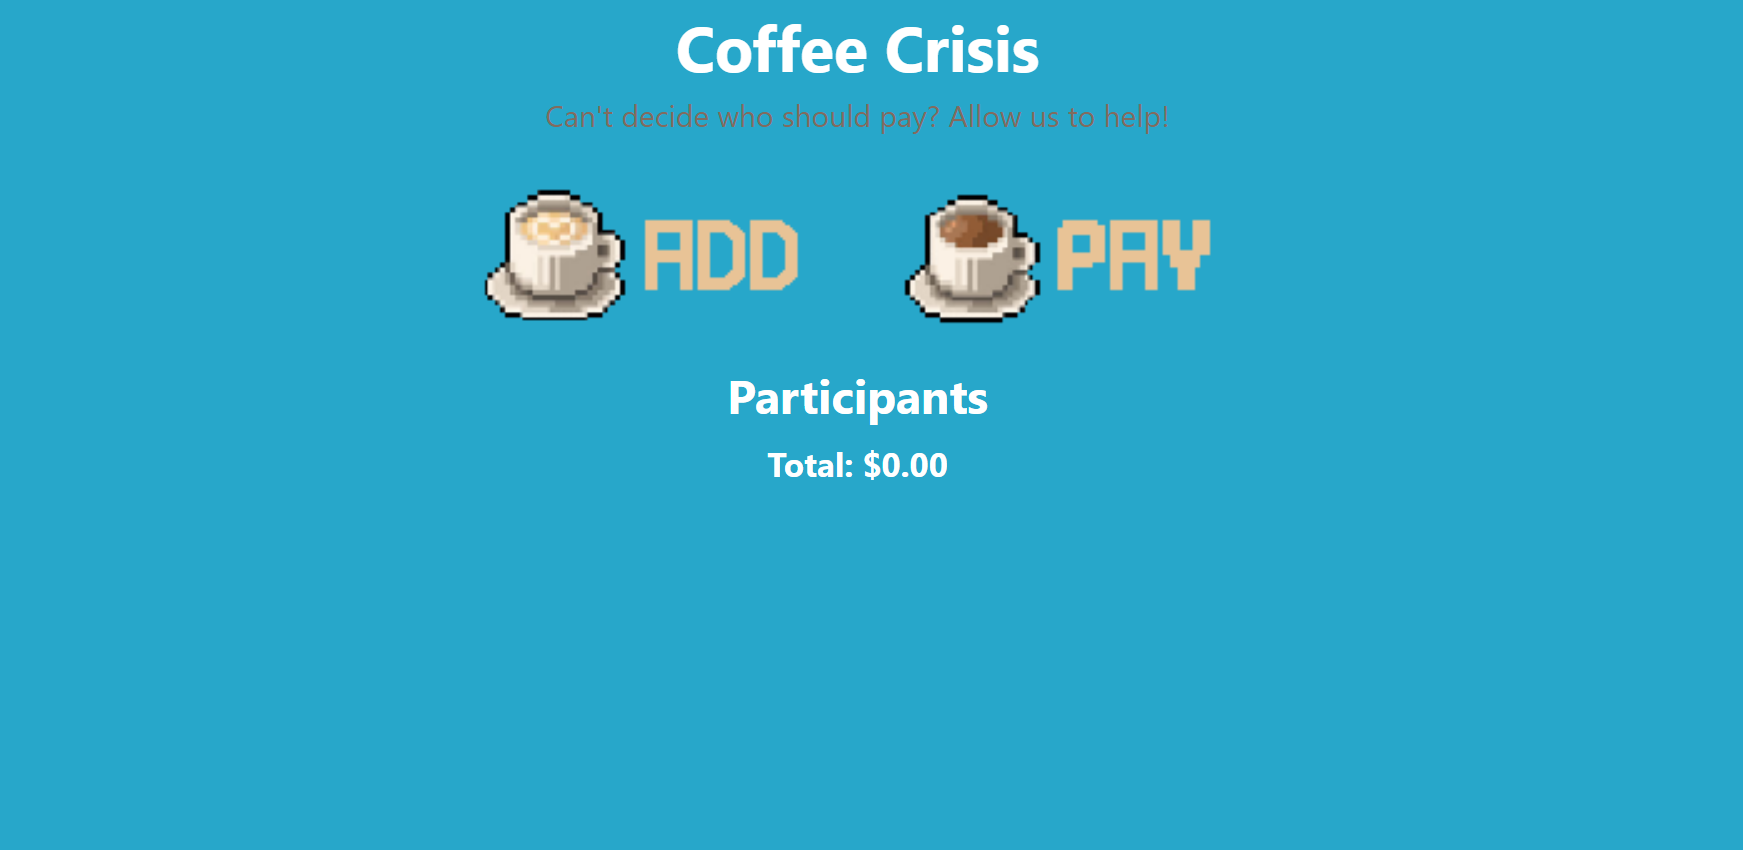 Coffee Crisis
Can't decide who should pay? Allow us to help!
ADD PAY
Participants
Total: $0.00